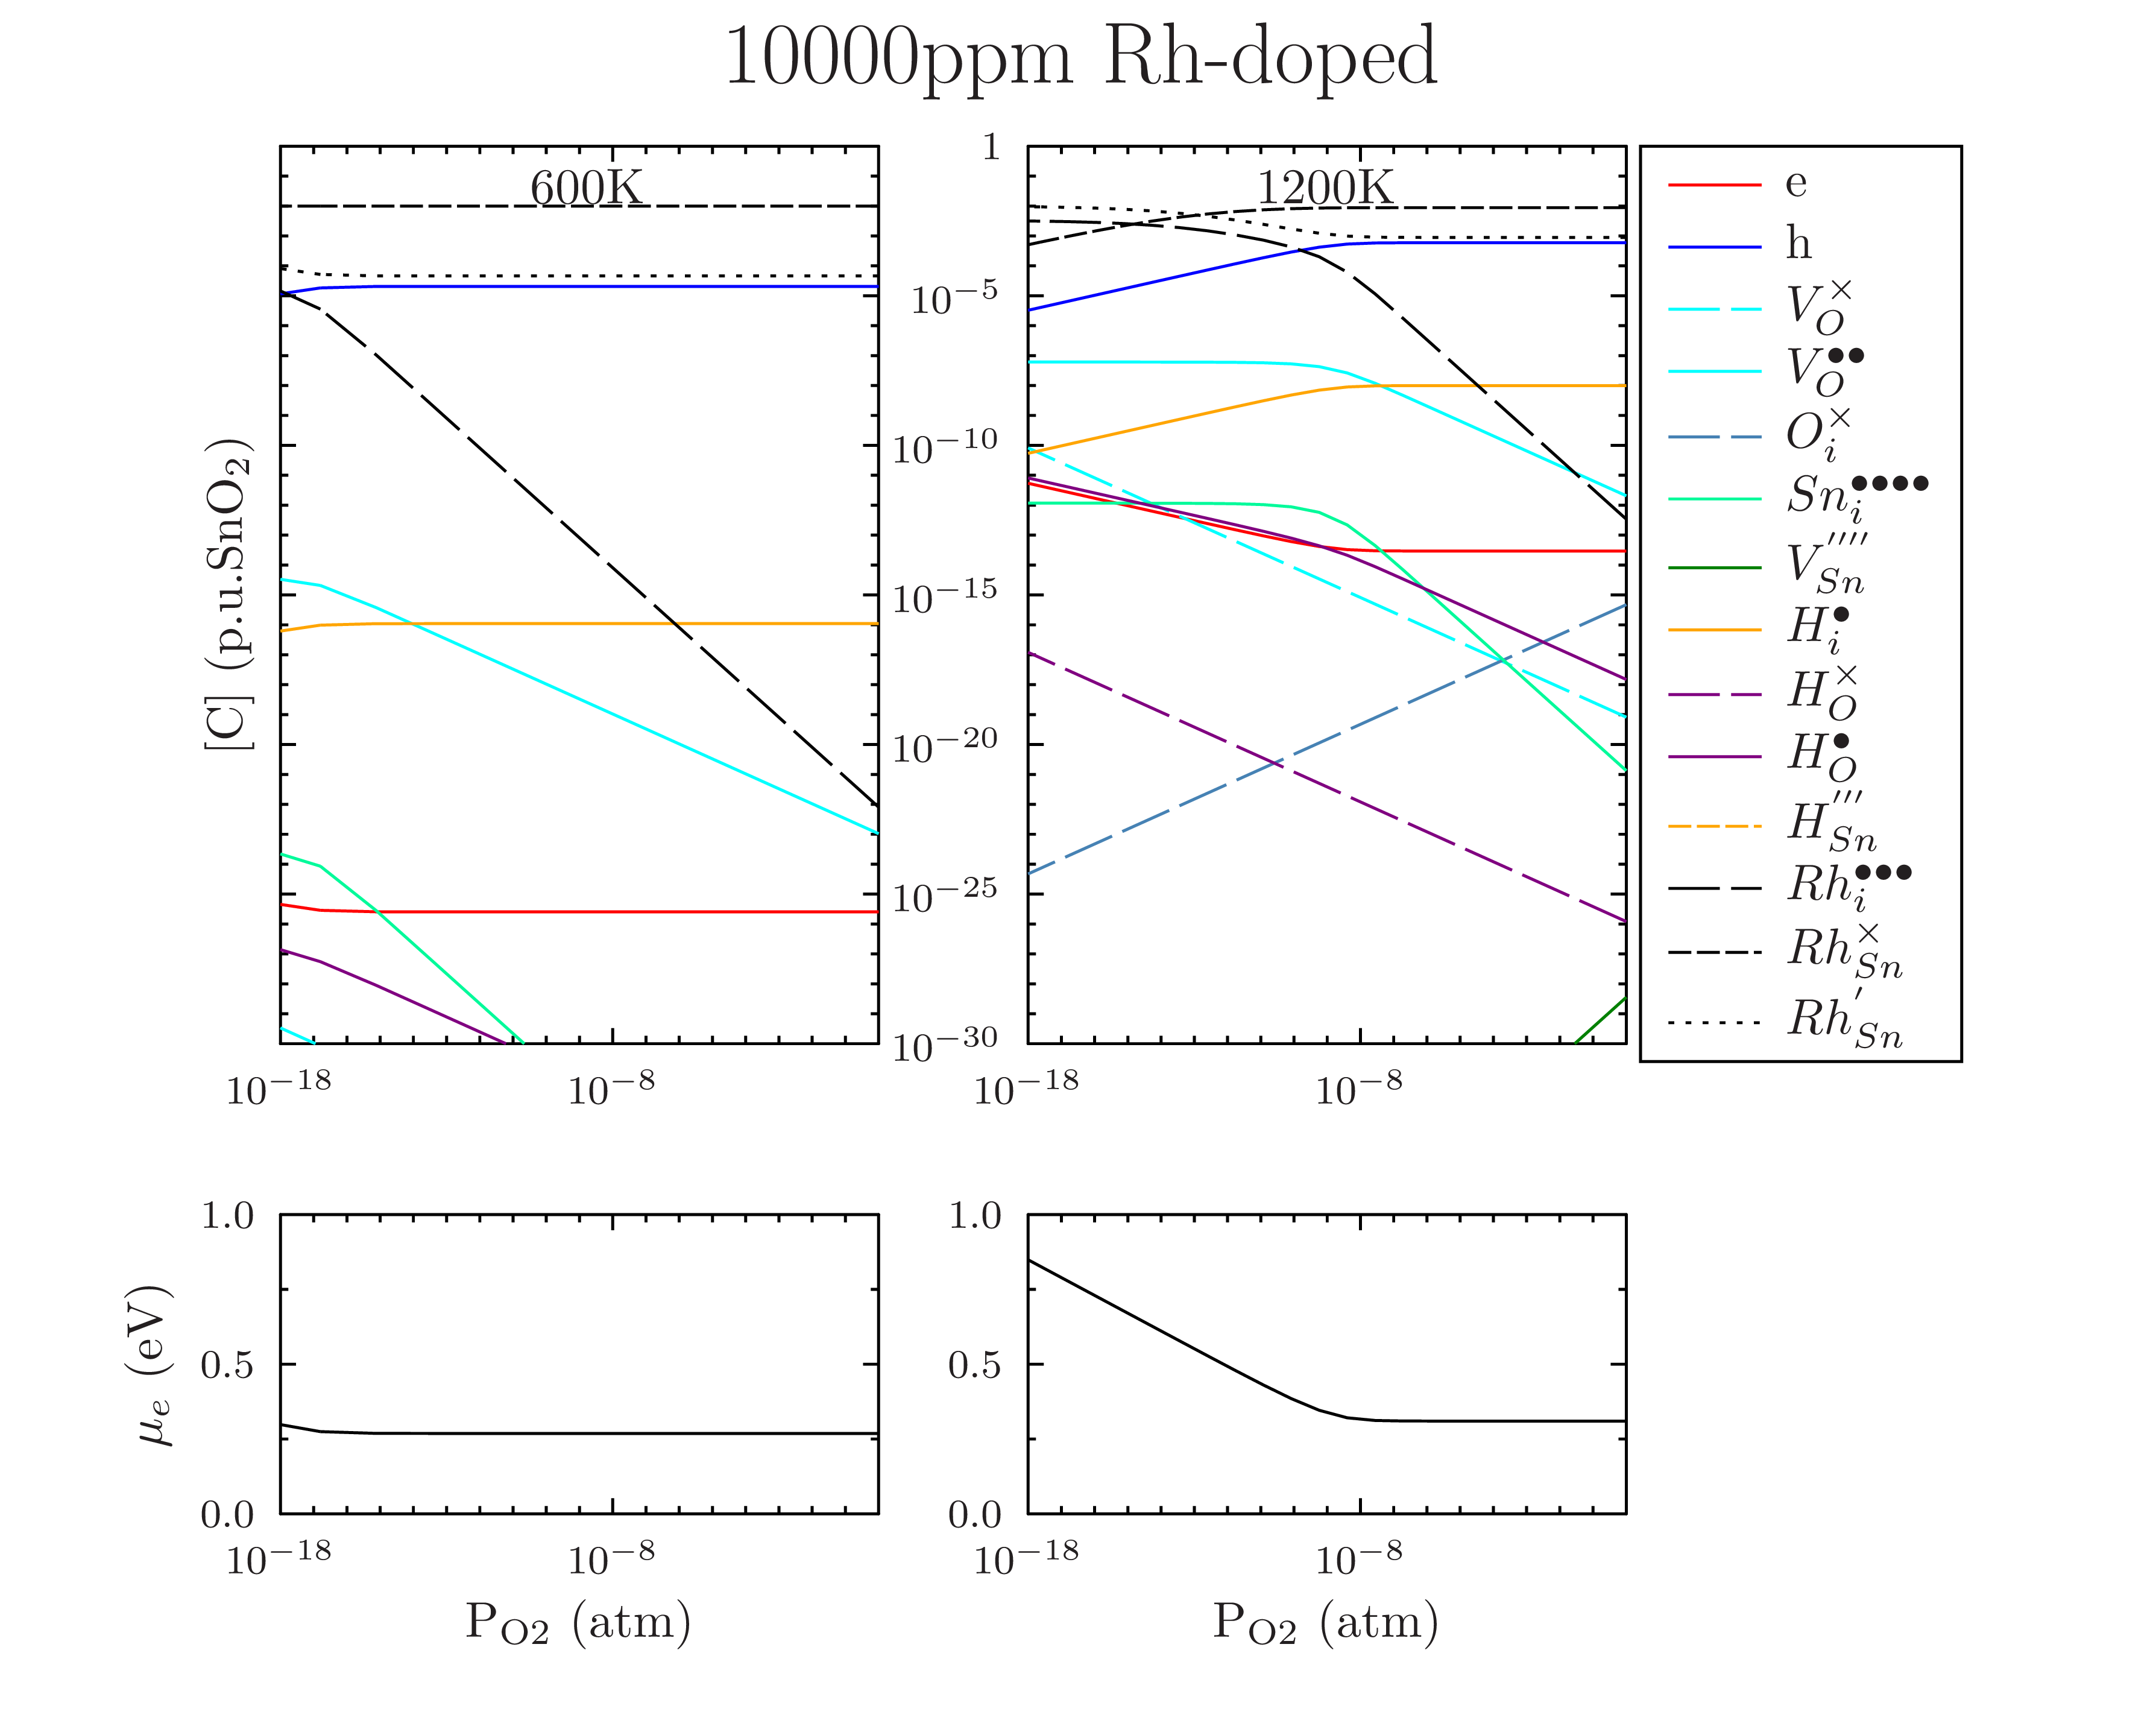 10000ppm Rh-doped
600K
1200K
[C] (p.u.SnO₂)
1
10⁻⁵
10⁻¹⁰
10⁻¹⁵
10⁻²⁰
10⁻²⁵
10⁻³⁰
10⁻¹⁸
10⁻⁸
10⁻¹⁸
10⁻⁸
e
h
V_O^×
V_O^●●
O_i^×
Sn_i^●●●●
V_Sn^′′′′
H_i^●
H_O^×
H_O^●
H_Sn^′′′
Rh_i^●●●
Rh_Sn^×
Rh_Sn^′
μₑ (eV)
1.0
0.5
0.0
10⁻¹⁸
10⁻⁸
P_O2 (atm)
1.0
0.5
0.0
10⁻¹⁸
10⁻⁸
P_O2 (atm)